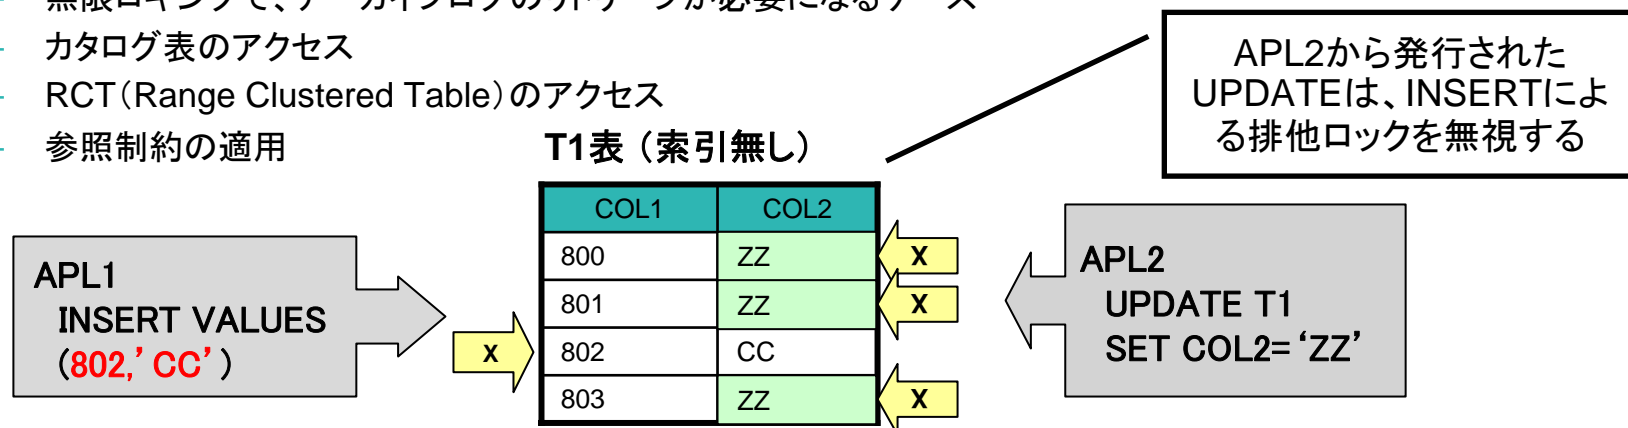 カタログ表のアクセス
RCT（Range Clustered Table）のアクセス
参照制約の適用
APL2から発行された
UPDATEは、INSERTによ
る排他ロックを無視する
T1表（索引無し）
COL1 COL2
800 ZZ X
801 ZZ X
X 802 CC
803 ZZ X
APL1
INSERT VALUES
(802,’CC’)
APL2
UPDATE T1
SET COL2=‘ZZ’